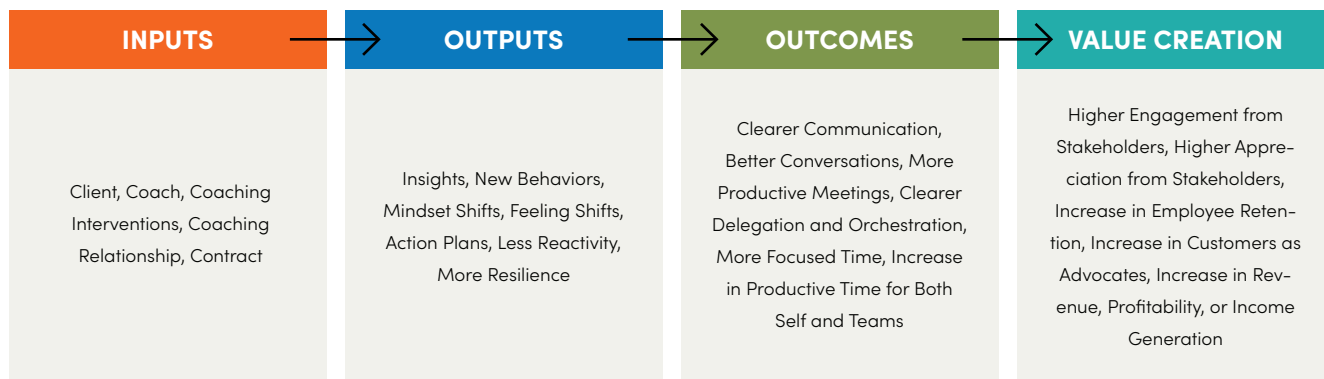 INPUTS
Client, Coach, Coaching
Interventions, Coaching
Relationship, Contract
OUTPUTS
Insights, New Behaviors,
Mindset Shifts, Feeling Shifts,
Action Plans, Less Reactivity,
More Resilience
OUTCOMES
Clearer Communication,
Better Conversations, More
Productive Meetings, Clearer
Delegation and Orchestration,
More Focused Time, Increase
in Productive Time for Both
Self and Teams
VALUE CREATION
Higher Engagement from
Stakeholders, Higher Appre-
ciation from Stakeholders,
Increase in Employee Reten-
tion, Increase in Customers as
Advocates, Increase in Rev-
enue, Profitability, or Income
Generation